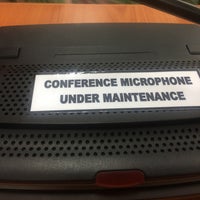 CONFERENCE MICROPHONE
UNDER MAINTENANCE